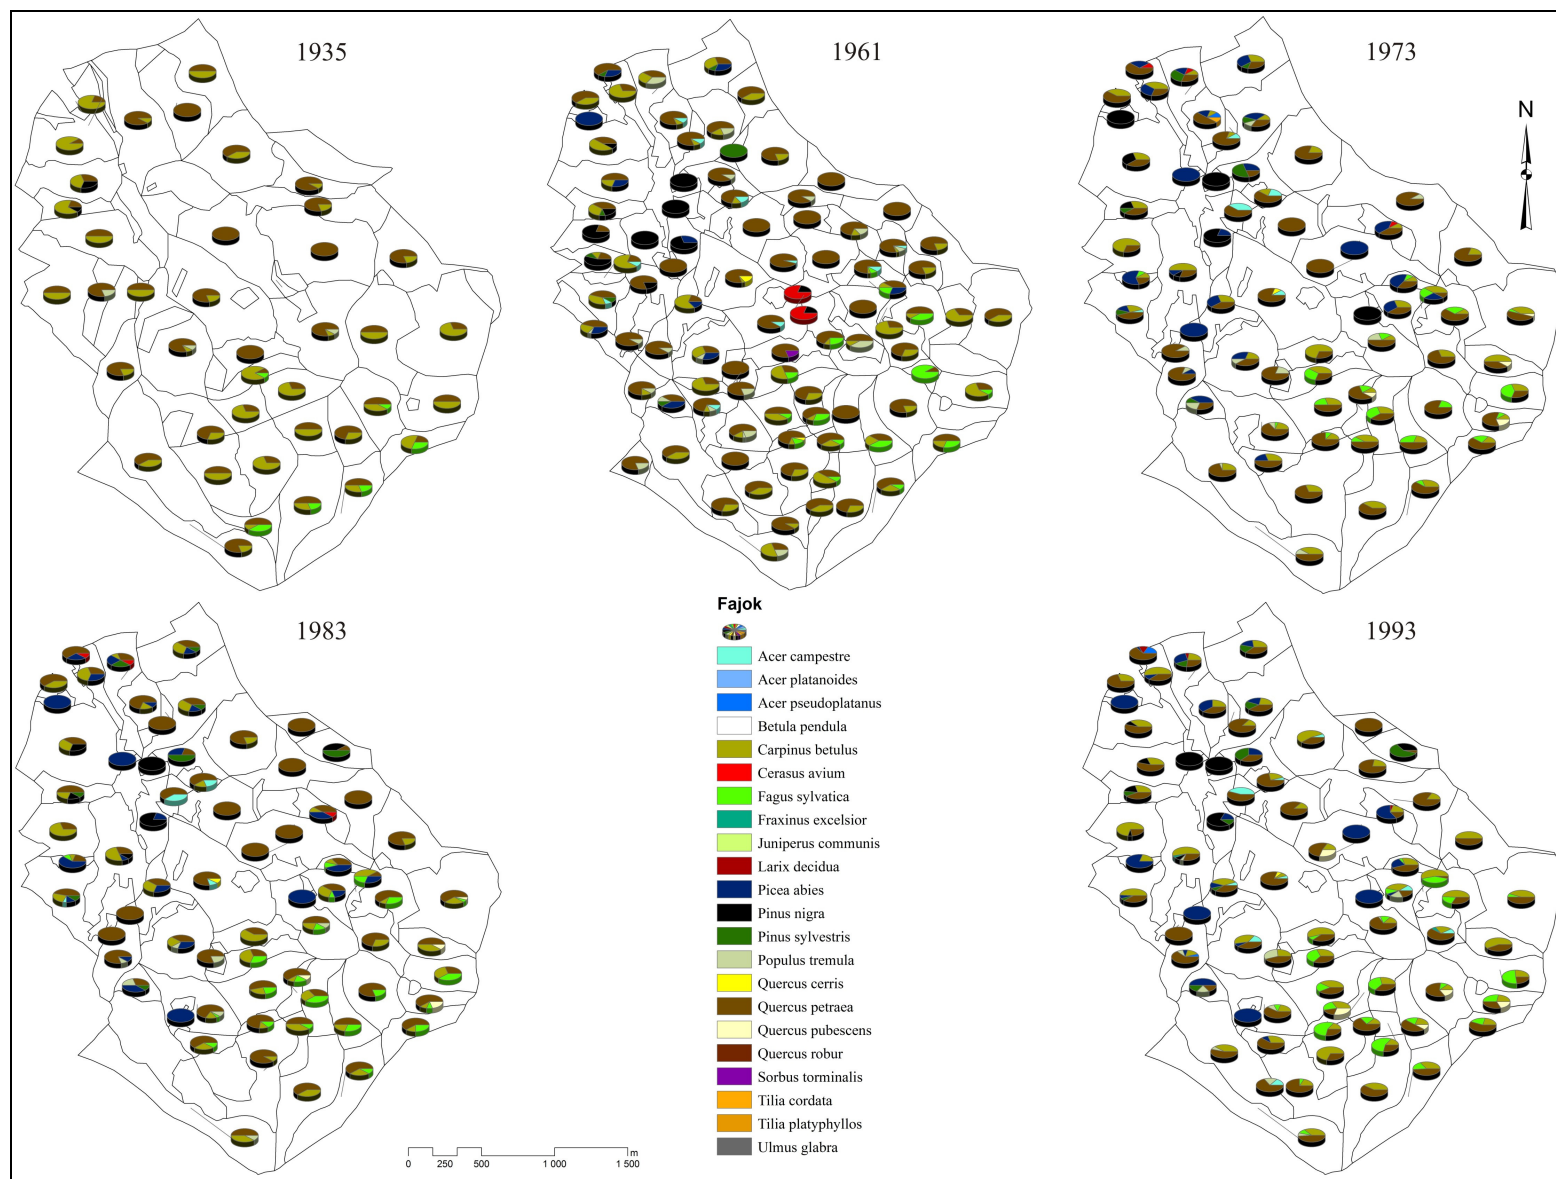 1935
1961
1973
N
1983
1993
Fajok
Acer campestre
Acer platanoides
Acer pseudoplatanus
Betula pendula
Carpinus betulus
Cerasus avium
Fagus sylvatica
Fraxinus excelsior
Juniperus communis
Larix decidua
Picea abies
Pinus nigra
Pinus sylvestris
Populus tremula
Quercus cerris
Quercus petraea
Quercus pubescens
Quercus robur
Sorbus torminalis
Tilia cordata
Tilia platyphyllos
Ulmus glabra
m
0 250 500 1 000 1 500